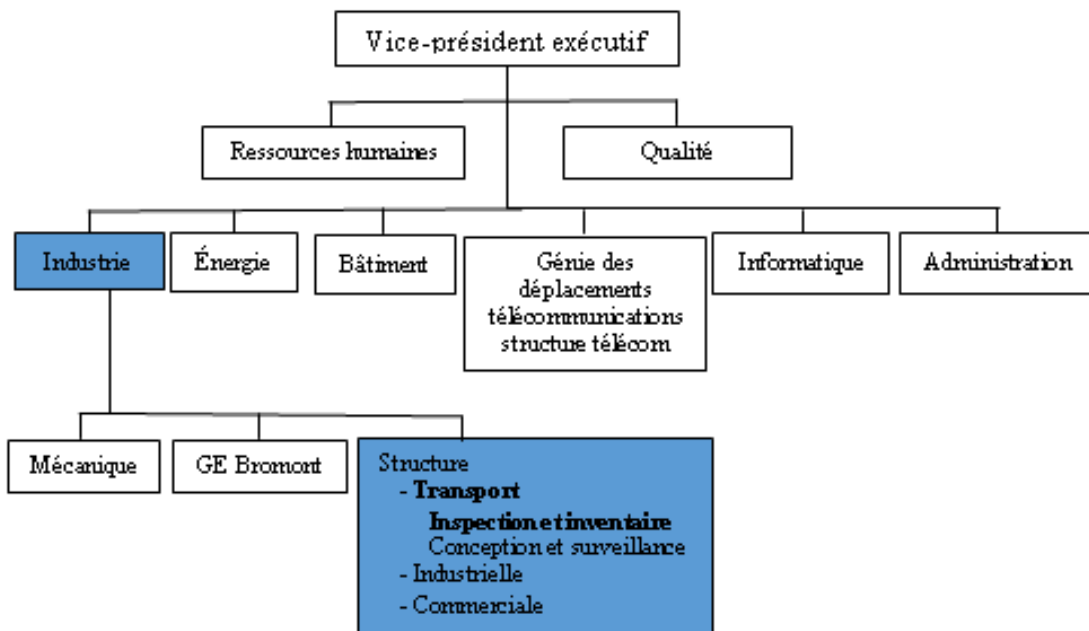 Vice-président exécutif
Ressources humaines
Qualité
Industrie
Énergie
Bâtiment
Génie des
déplacements
télécommunications
structure télécom
Informatique
Administration
Mécanique
GE Bromont
Structure
- Transport
Inspection et inventaire
Conception et surveillance
- Industrielle
- Commerciale